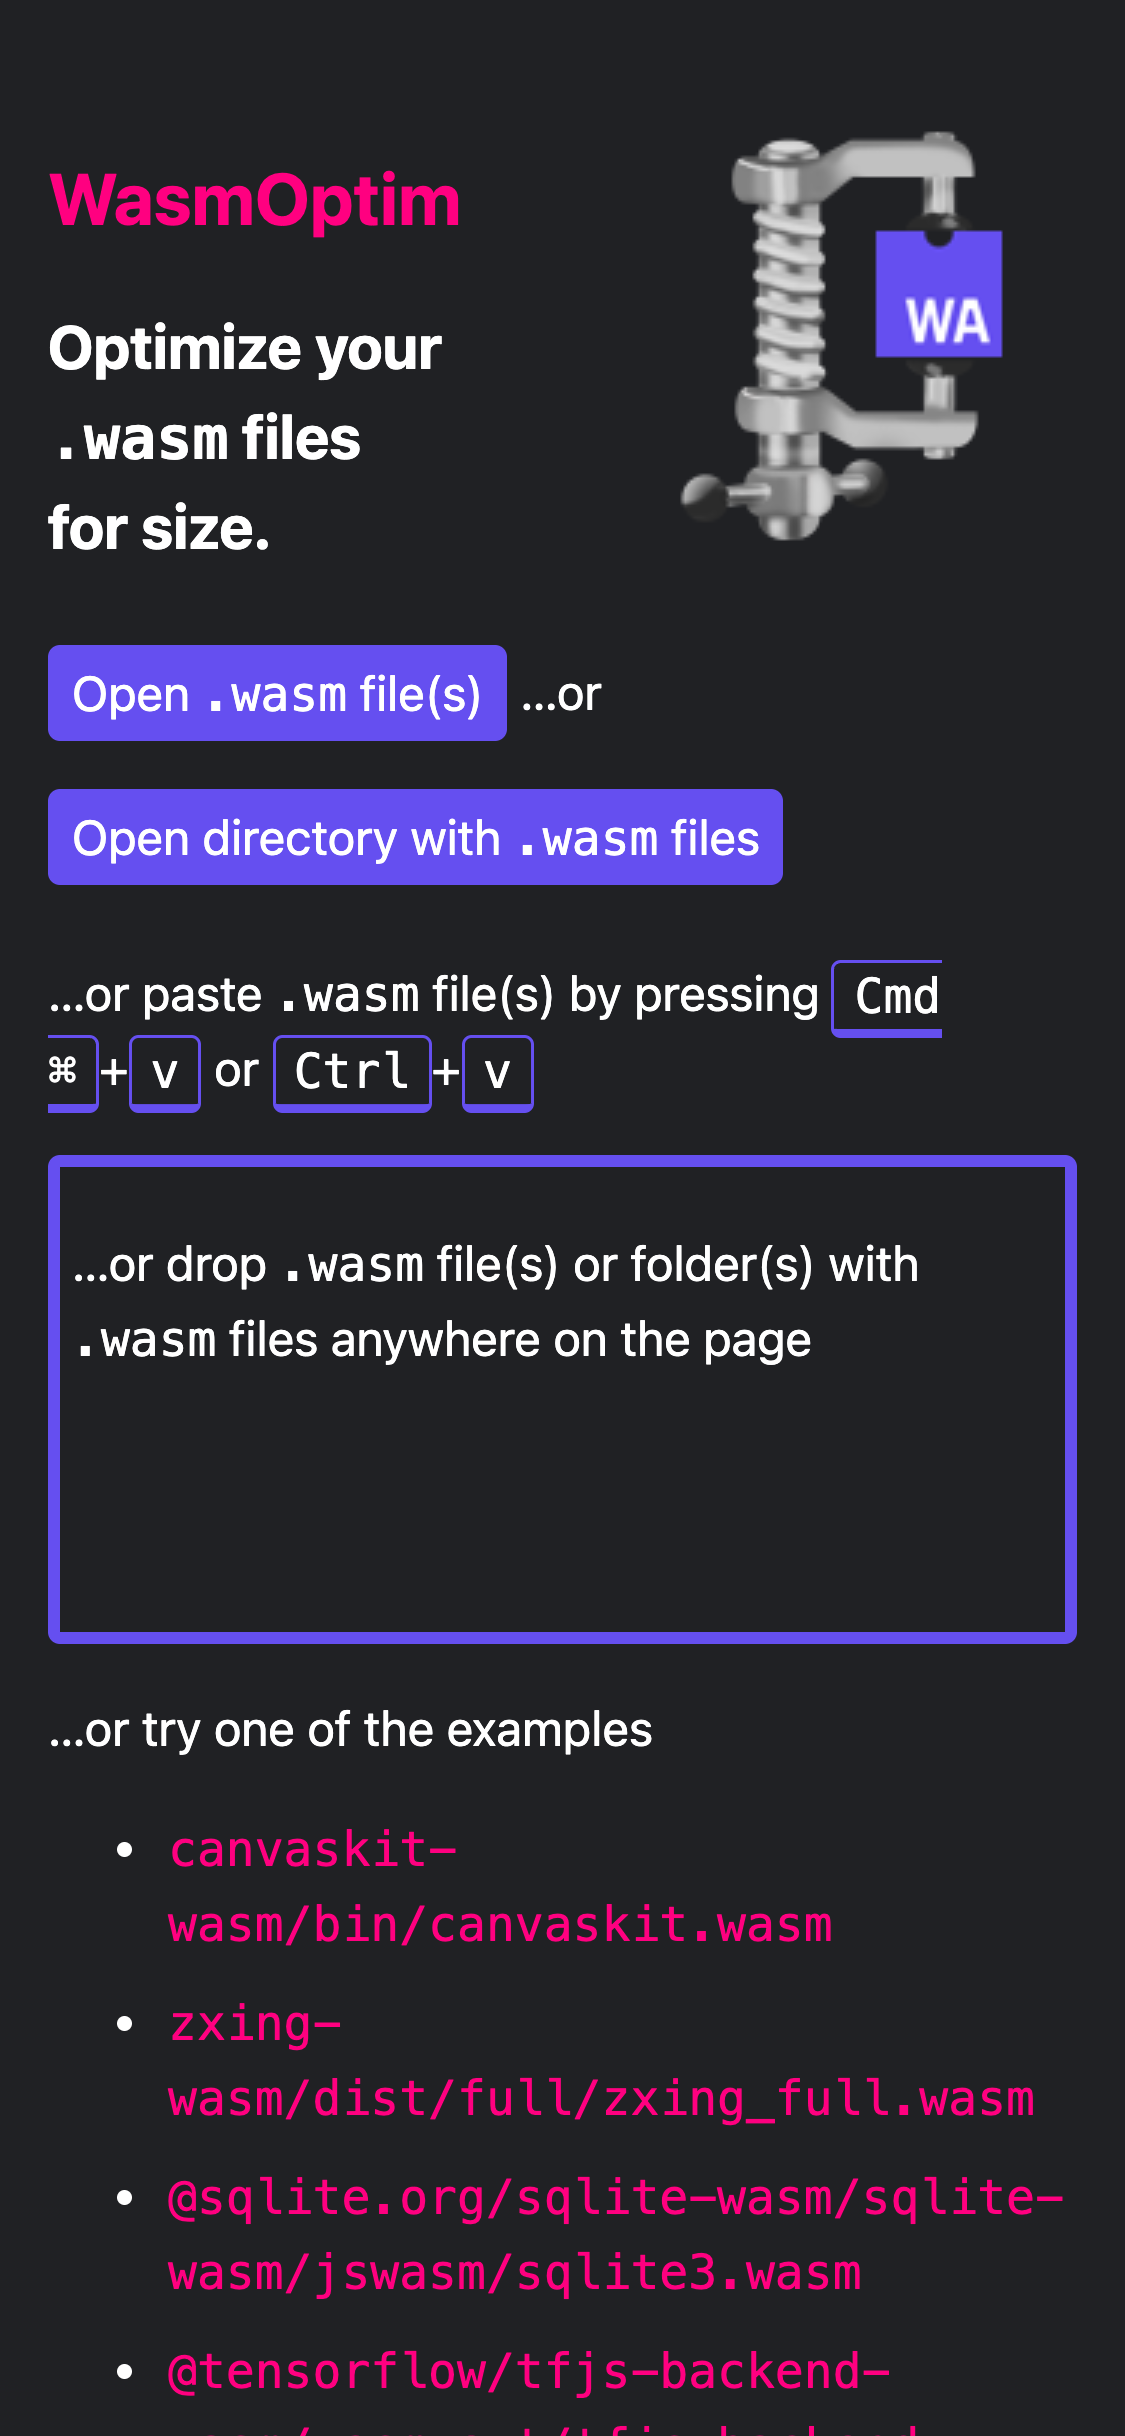 WasmOptim
WA
Optimize your
.wasm files
for size.
Open .wasm file(s) ...or
Open directory with .wasm files
...or paste .wasm file(s) by pressing Cmd
⌘+v or Ctrl+v
...or drop .wasm file(s) or folder(s) with
.wasm files anywhere on the page
...or try one of the examples
• canvaskit-
wasm/bin/canvaskit.wasm
• zxing-
wasm/dist/full/zxing_full.wasm
• @sqlite.org/sqlite-wasm/sqlite-
wasm/jswasm/sqlite3.wasm
• @tensorflow/tfjs-backend-